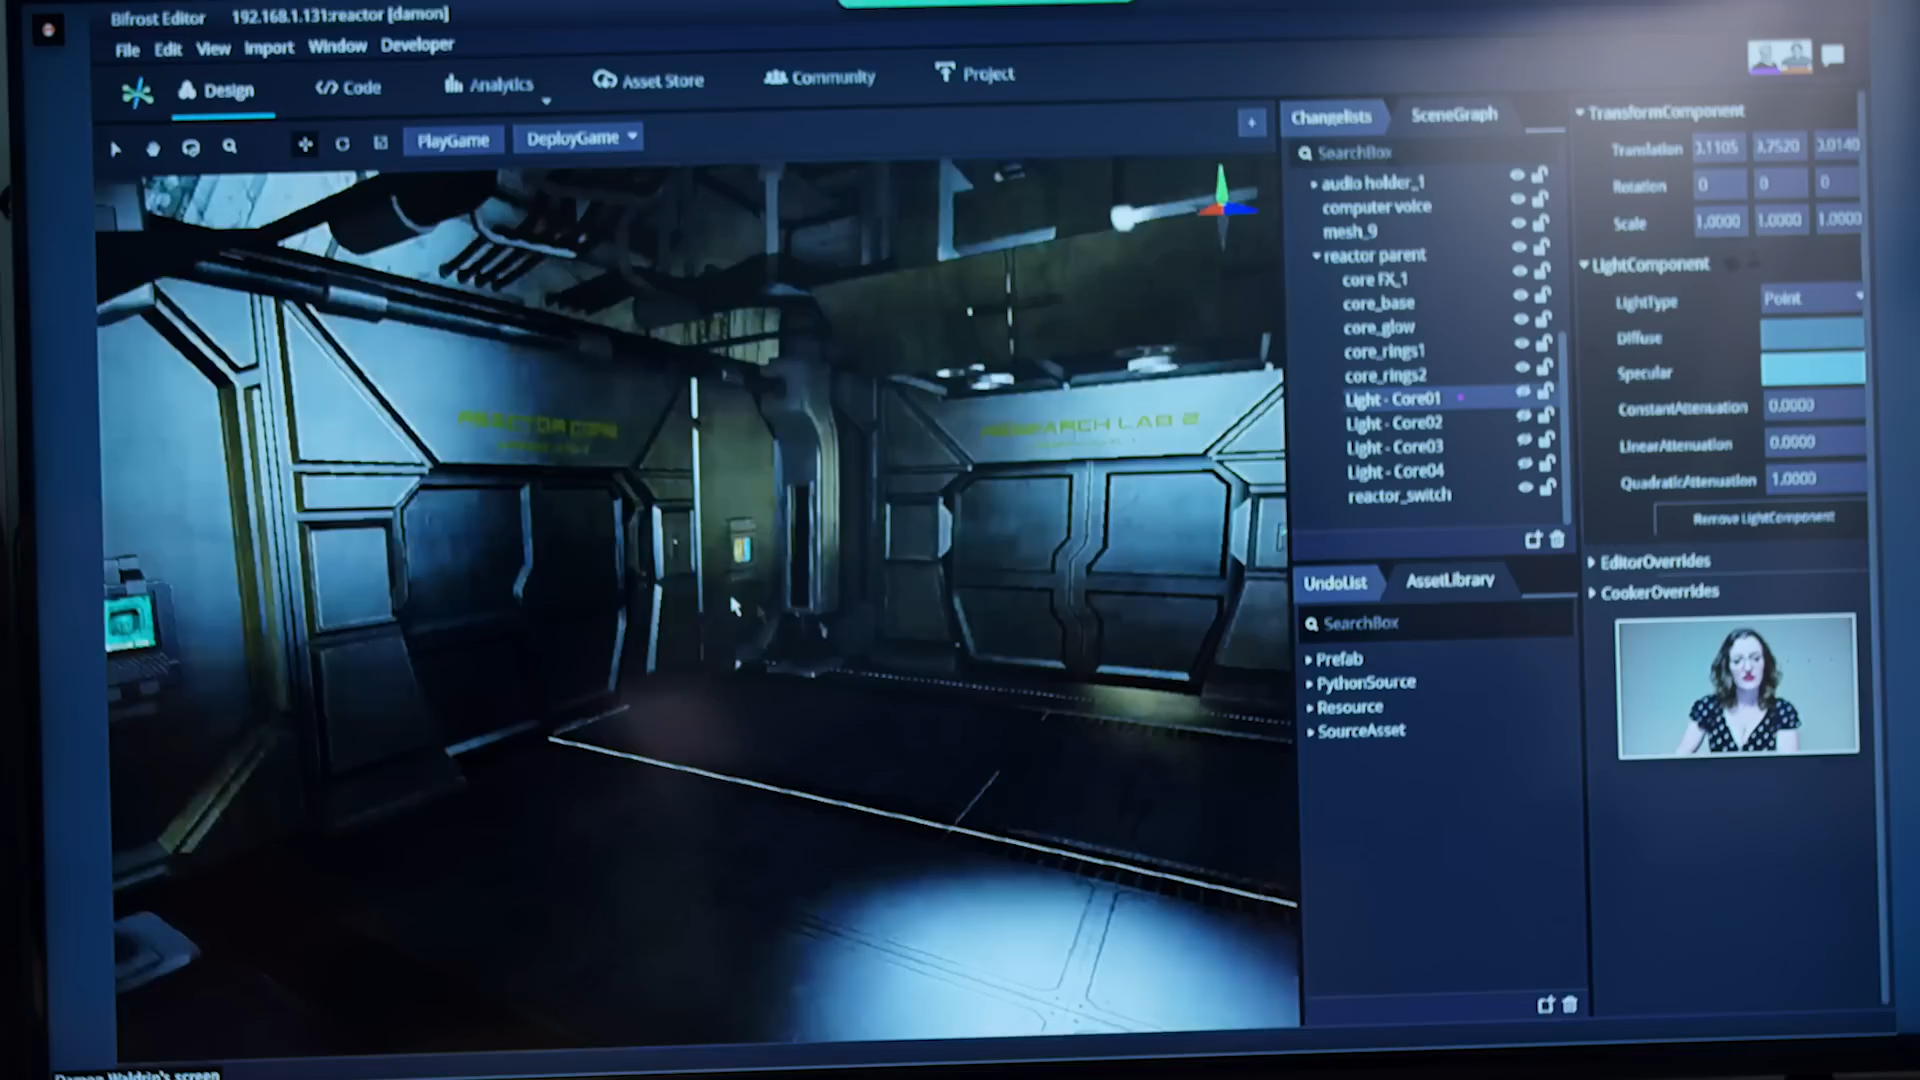 Bifrost Editor 192.168.1.131:reactor [damon]
File Edit View Import Window Developer
Design </> Code Analytics Asset Store Community Project
PlayGame DeployGame
REACTOR CORE
RESEARCH LAB 2
Changelists SceneGraph
SearchBox
audio holder_1
computer voice
mesh_9
reactor parent
core FX_1
core_base
core_glow
core_rings1
core_rings2
Light - Core01
Light - Core02
Light - Core03
Light - Core04
reactor_switch
UndoList AssetLibrary
SearchBox
Prefab
PythonSource
Resource
SourceAsset
TransformComponent
Translation 3.1105 3.7520 3.0140
Rotation 0 0 0
Scale 1.0000 1.0000 1.0000
LightComponent
LightType Point
Diffuse
Specular
ConstantAttenuation 0.0000
LinearAttenuation 0.0000
QuadraticAttenuation 1.0000
Remove LightComponent
EditorOverrides
CookerOverrides
Damon Waldrip's screen